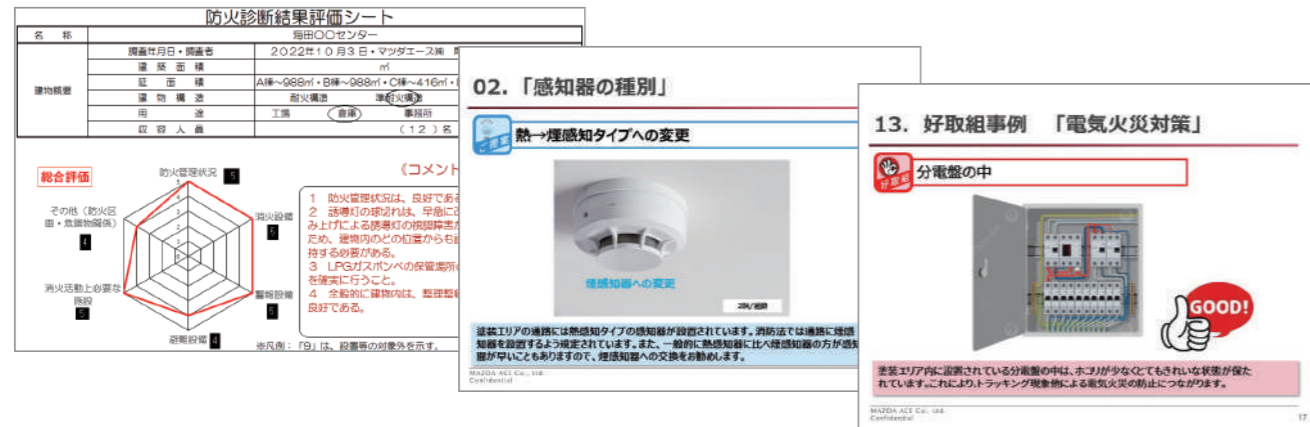 防火診断結果評価シート
名 称
海田〇〇センター
建物概要
調査年月日・調査者
2022年10月3日・マツダエース㈱
建 築 面 積
㎡
延 面 積
A棟～988㎡・B棟～988㎡・C棟～416㎡・
建 物 構 造
耐火構造
準耐火構造
用 途
工場
倉庫
事務所
収 容 人 員
(12)名
総合評価
防火管理状況 5
消火設備
5
警報設備
5
避難設備 4
消火活動上必要な
施設
5
その他(防火区
画・危険物関係)
4
5
4
3
2
1
0
《コメント
1 防火管理状況は、良好であ
2 誘導灯の球切れは、早急に
み上げによる誘導灯の視認障害
ため、建物内のどの位置からも
持する必要がある。
3 LPGガスボンベの保管場所
を確実に行うこと。
4 全般的に建物内は、整理整
良好である。
※凡例:「9」は、設置等の対象外を示す。
02. 「感知器の種別」
熱→煙感知タイプへの変更
煙感知器への変更
2階/通路
塗装エリアの通路には熱感知タイプの感知器が設置されています。消防法では通路に煙感
知器を設置するよう規定されています。また、一般的に熱感知器に比べ煙感知器の方が感知
が早いこともありますので、煙感知器への交換をお勧めします。
MAZDA ACE Co., Ltd.
Confidential
13. 好取組事例 「電気火災対策」
好取組
分電盤の中
GOOD!
塗装エリア内に設置されている分電盤の中は、ホコリが少なくとてもきれいな状態が保た
れています。これにより、トラッキング現象他による電気火災の防止につながります。
MAZDA ACE Co., Ltd.
Confidential
17